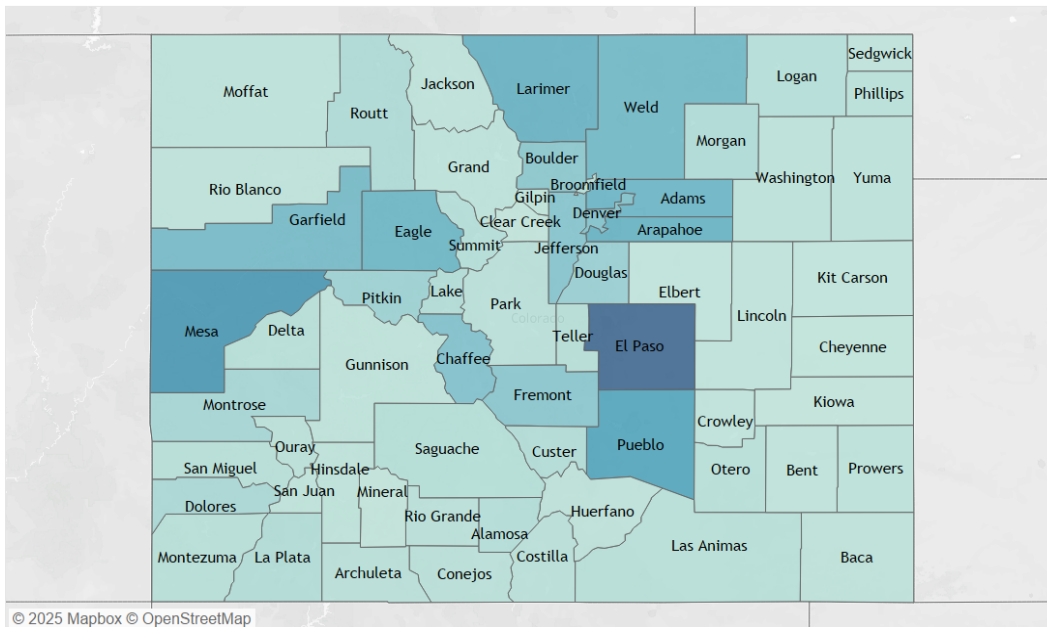 Sedgwick
Logan
Jackson
Larimer
Moffat
Phillips
Weld
Routt
Morgan
Boulder
Grand
Washington
Yuma
Broomfield
Rio Blanco
Gilpin
Adams
Denver
Garfield
Clear Creek
Arapahoe
Eagle
Summit
Jefferson
Douglas
Kit Carson
Lake
Elbert
Pitkin
Park
Lincoln
Colorado
Mesa
Delta
Teller
El Paso
Cheyenne
Chaffee
Gunnison
Fremont
Kiowa
Montrose
Crowley
Pueblo
Ouray
Saguache
Custer
San Miguel
Hinsdale
Otero
Bent
Prowers
San Juan
Mineral
Dolores
Rio Grande
Huerfano
Alamosa
Las Animas
Montezuma
La Plata
Costilla
Baca
Archuleta
Conejos
© 2025 Mapbox © OpenStreetMap